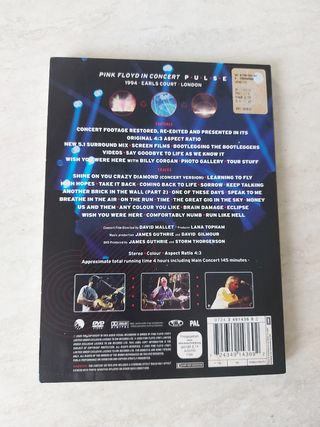 PINK FLOYD IN CONCERT P·U·L·S·E
1994 · EARLS COURT · LONDON
FEATURES
CONCERT FOOTAGE RESTORED, RE-EDITED AND PRESENTED IN ITS
ORIGINAL 4:3 ASPECT RATIO
NEW 5.1 SURROUND MIX · SCREEN FILMS · BOOTLEGGING THE BOOTLEGGERS
VIDEOS · SAY GOODBYE TO LIFE AS WE KNOW IT
WISH YOU WERE HERE WITH BILLY CORGAN · PHOTO GALLERY · TOUR STUFF
TRACKS
SHINE ON YOU CRAZY DIAMOND (CONCERT VERSION) · LEARNING TO FLY
HIGH HOPES · TAKE IT BACK · COMING BACK TO LIFE · SORROW · KEEP TALKING
ANOTHER BRICK IN THE WALL (PART 2) · ONE OF THESE DAYS · SPEAK TO ME
BREATHE IN THE AIR · ON THE RUN · TIME · THE GREAT GIG IN THE SKY · MONEY
US AND THEM · ANY COLOUR YOU LIKE · BRAIN DAMAGE · ECLIPSE
WISH YOU WERE HERE · COMFORTABLY NUMB · RUN LIKE HELL
Concert Film Directed by DAVID MALLET · Producer LANA TOPHAM
Music production JAMES GUTHRIE and DAVID GILMOUR
DVD Produced by JAMES GUTHRIE and STORM THORGERSON
Stereo · Colour · Aspect Ratio 4:3
Approximate total running time 4 hours including Main Concert 145 minutes
EMI DVD DOLBY DIGITAL PAL